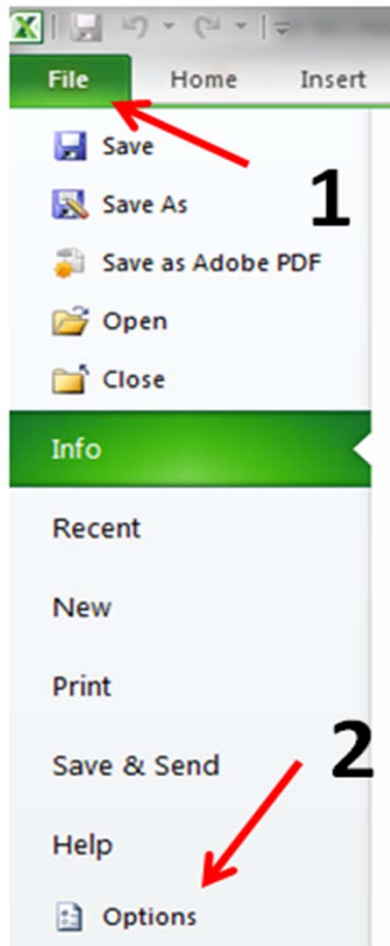 File Home Insert
Save
1
Save As
Save as Adobe PDF
Open
Close
Info
Recent
New
Print
2
Save & Send
Help
Options